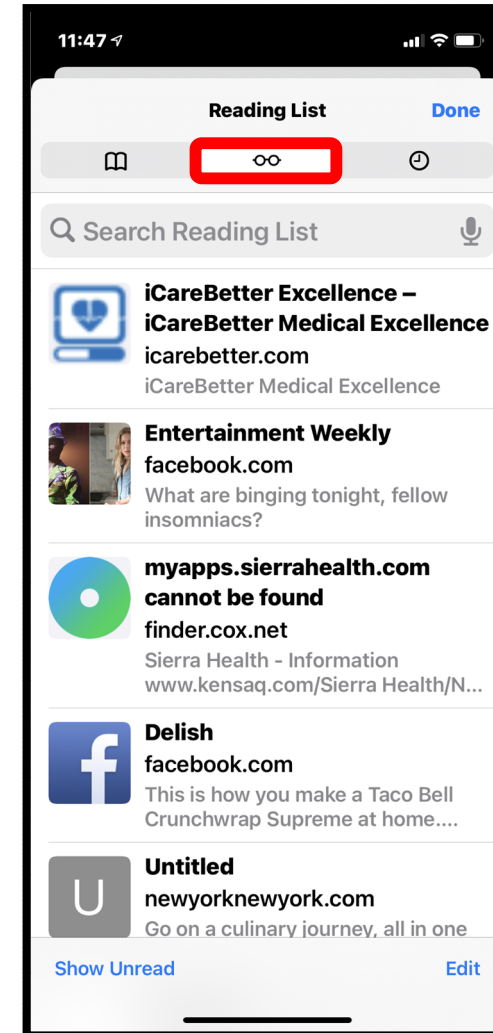 11:47
Reading List
Done
Search Reading List
iCareBetter Excellence –
iCareBetter Medical Excellence
icarebetter.com
iCareBetter Medical Excellence
Entertainment Weekly
facebook.com
What are binging tonight, fellow
insomniacs?
myapps.sierrahealth.com
cannot be found
finder.cox.net
Sierra Health - Information
www.kensaq.com/Sierra Health/N...
Delish
facebook.com
This is how you make a Taco Bell
Crunchwrap Supreme at home....
U
Untitled
newyorknewyork.com
Go on a culinary journey, all in one
Show Unread
Edit